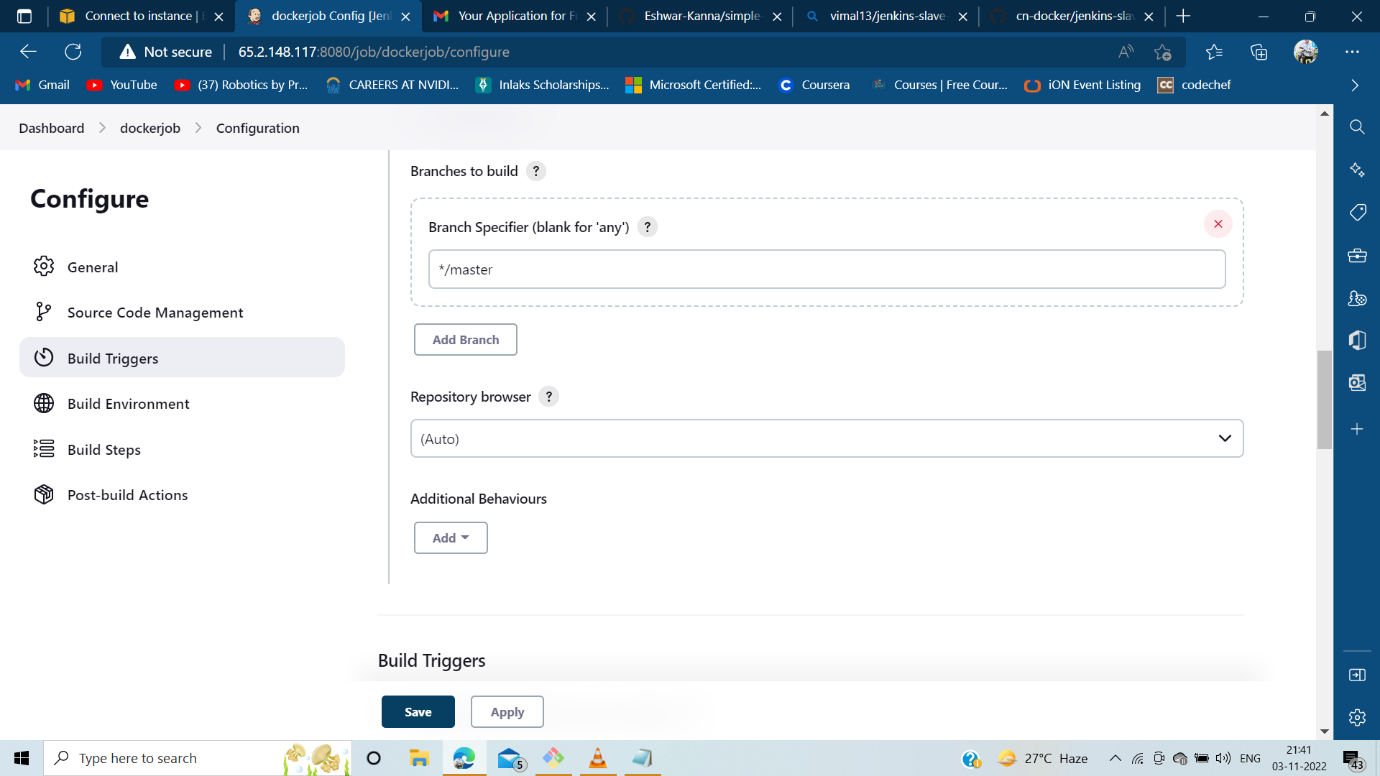 Connect to instance |
dockerjob Config [Jen
Your Application for F
Eshwar-Kanna/simple
vimal13/jenkins-slave
cn-docker/jenkins-sla
Not secure | 65.2.148.117:8080/job/dockerjob/configure
Gmail
YouTube
(37) Robotics by Pr...
CAREERS AT NVIDI...
Inlaks Scholarships...
Microsoft Certified:...
Coursera
Courses | Free Cour...
iON Event Listing
codechef
Dashboard > dockerjob > Configuration
Configure
General
Source Code Management
Build Triggers
Build Environment
Build Steps
Post-build Actions
Branches to build ?
Branch Specifier (blank for 'any') ?
*/master
Add Branch
Repository browser ?
(Auto)
Additional Behaviours
Add
Build Triggers
Save
Apply
Type here to search
5
27°C Haze
ENG
21:41
03-11-2022
43